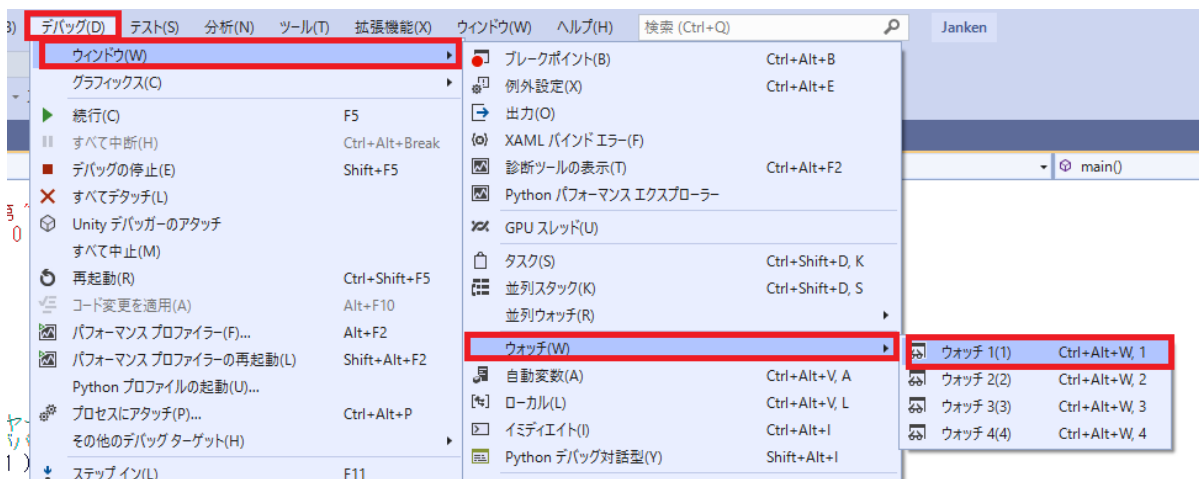 デバッグ(D) テスト(S) 分析(N) ツール(T) 拡張機能(X) ウィンドウ(W) ヘルプ(H) 検索 (Ctrl+Q) Janken
ウィンドウ(W)
グラフィックス(C)
続行(C) F5
すべて中断(H) Ctrl+Alt+Break
デバッグの停止(E) Shift+F5
すべてデタッチ(L)
Unity デバッガーのアタッチ
すべて中止(M)
再起動(R) Ctrl+Shift+F5
コード変更を適用(A) Alt+F10
パフォーマンス プロファイラー(F)... Alt+F2
パフォーマンス プロファイラーの再起動(L) Shift+Alt+F2
Python プロファイルの起動(U)...
プロセスにアタッチ(P)... Ctrl+Alt+P
その他のデバッグ ターゲット(H)
ステップ イン(L) F11
ブレークポイント(B) Ctrl+Alt+B
例外設定(X) Ctrl+Alt+E
出力(O)
XAML バインド エラー(F)
診断ツールの表示(T) Ctrl+Alt+F2
Python パフォーマンス エクスプローラー
GPU スレッド(U)
タスク(S) Ctrl+Shift+D, K
並列スタック(K) Ctrl+Shift+D, S
並列ウォッチ(R)
ウォッチ(W)
自動変数(A) Ctrl+Alt+V, A
ローカル(L) Ctrl+Alt+V, L
イミディエイト(I) Ctrl+Alt+I
Python デバッグ対話型(Y) Shift+Alt+I
ウォッチ 1(1) Ctrl+Alt+W, 1
ウォッチ 2(2) Ctrl+Alt+W, 2
ウォッチ 3(3) Ctrl+Alt+W, 3
ウォッチ 4(4) Ctrl+Alt+W, 4
main()